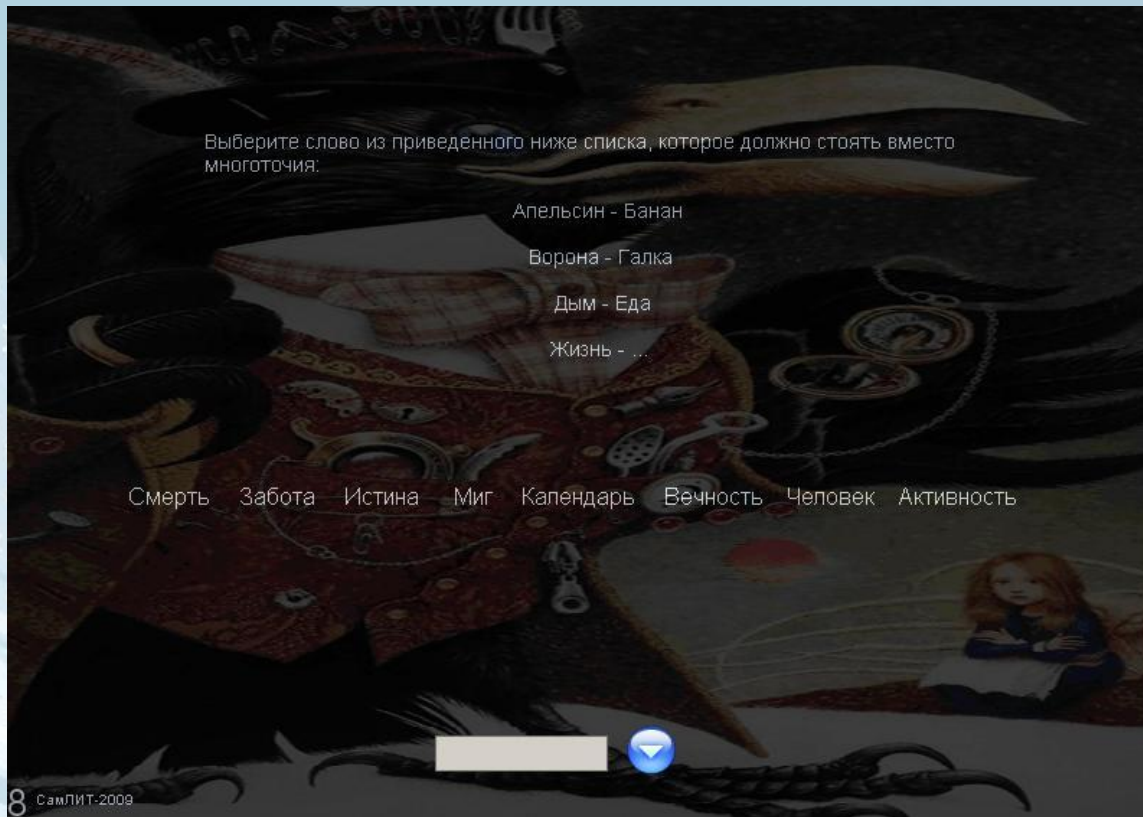 Выберите слово из приведенного ниже списка, которое должно стоять вместо
многоточия:
Апельсин - Банан
Ворона - Галка
Дым - Еда
Жизнь - ...
Смерть Забота Истина Миг Календарь Вечность Человек Активность
8 СамЛИТ-2009